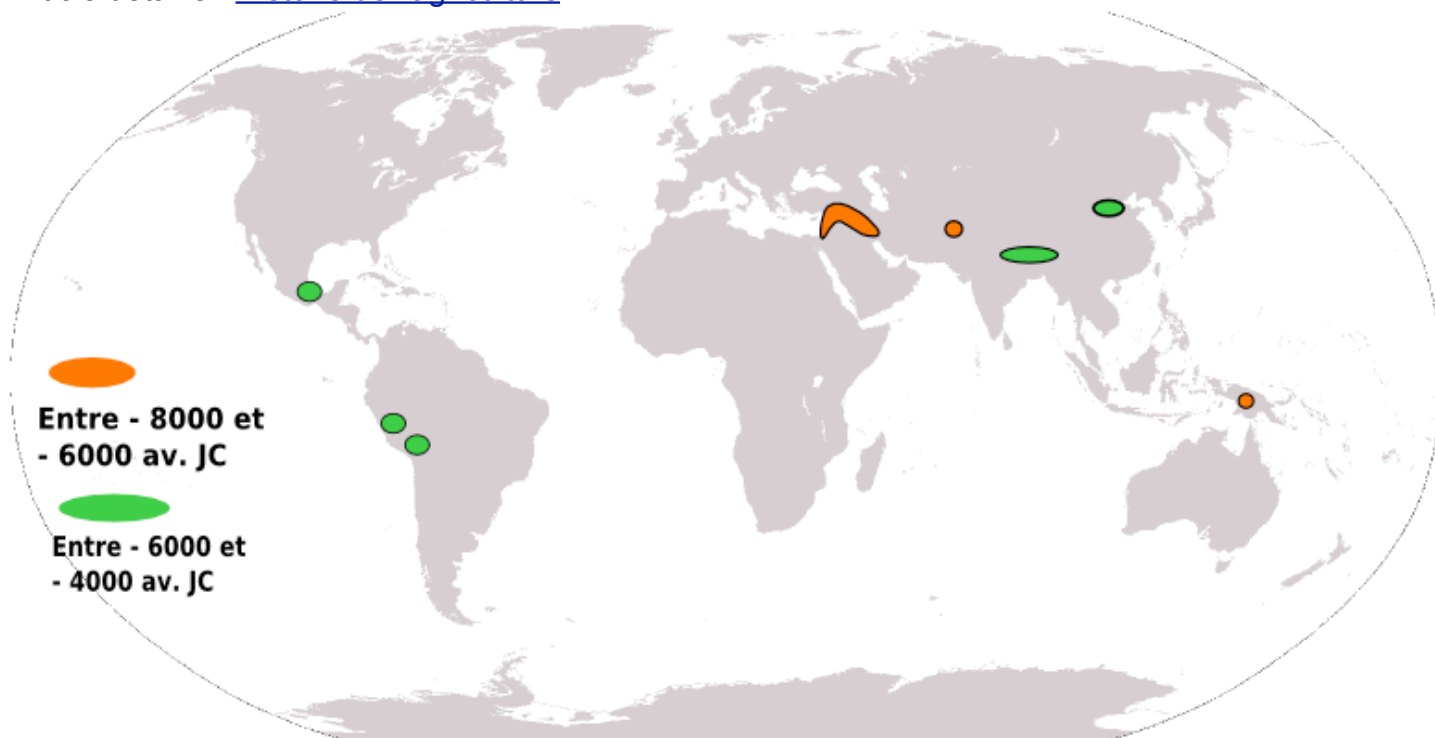 Entre - 8000 et
- 6000 av. JC
Entre - 6000 et
- 4000 av. JC